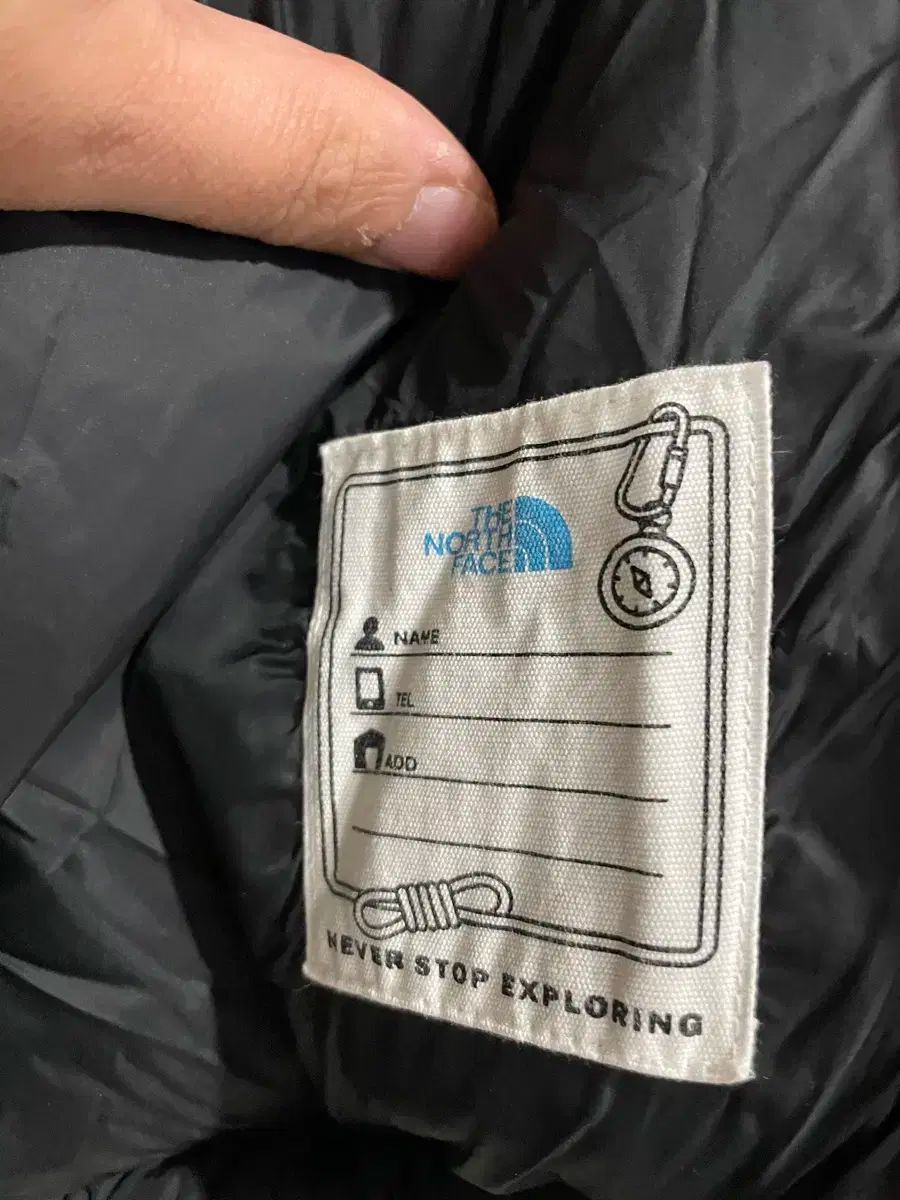 THE
NORTH
FACE
NAME
TEL
ADD
NEVER STOP EXPLORING